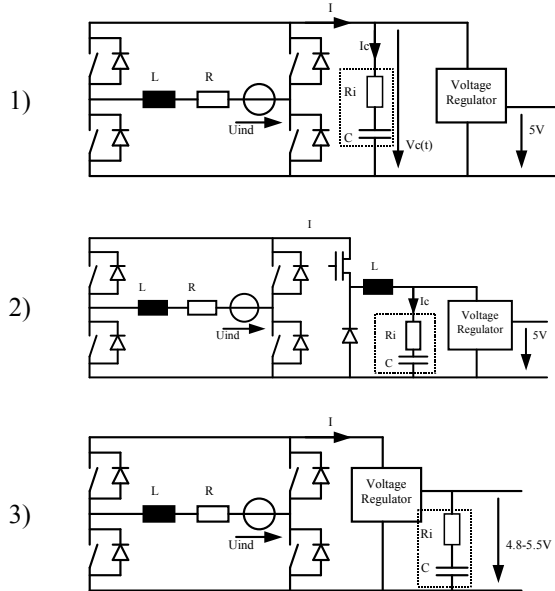 1)
I
Ic
L
R
Ri
Voltage
Regulator
Uind
C
Vc(t)
5V
2)
I
L
R
L
Ic
Uind
Ri
C
Voltage
Regulator
5V
3)
I
L
R
Voltage
Regulator
Uind
Ri
C
4.8-5.5V